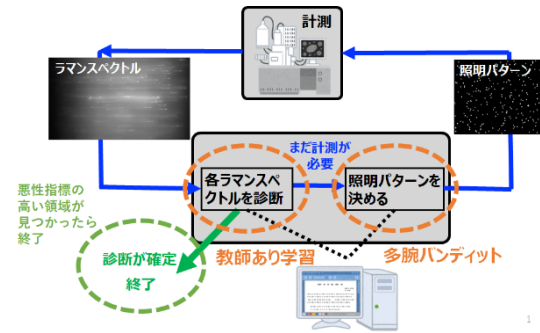 計測
ラマンスペクトル
照明パターン
まだ計測が
必要
各ラマンスペ
クトルを診断
照明パターンを
決める
悪性指標の
高い領域が
見つかったら
終了
診断が確定
終了
教師あり学習
多腕バンディット
1